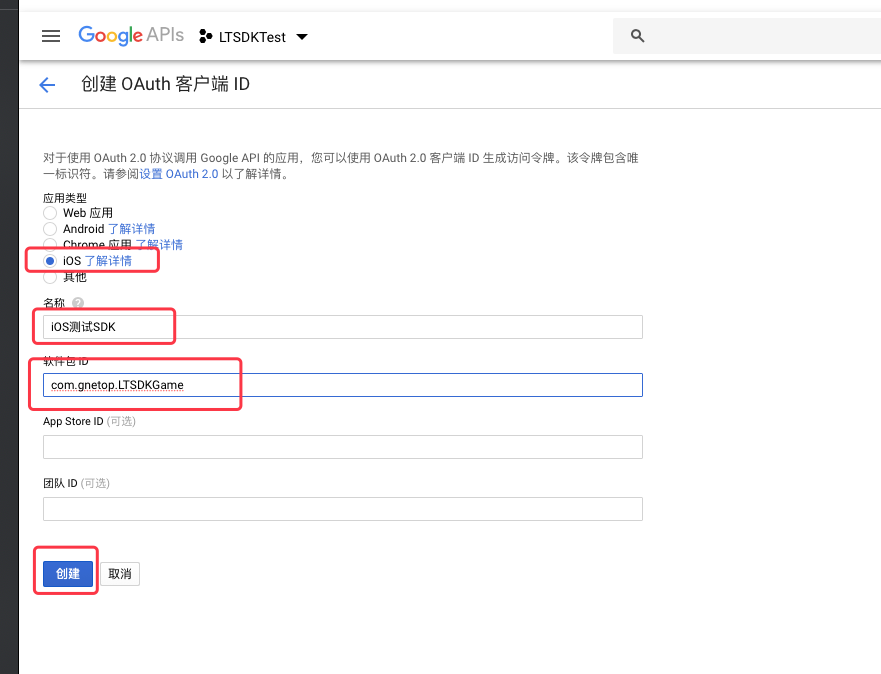 Google APIs LTSDKTest
创建 OAuth 客户端 ID
对于使用 OAuth 2.0 协议调用 Google API 的应用，您可以使用 OAuth 2.0 客户端 ID 生成访问令牌。该令牌包含唯
一标识符。请参阅设置 OAuth 2.0 以了解详情。
应用类型
Web 应用
Android 了解详情
Chrome 应用 了解详情
iOS 了解详情
其他
名称 ?
iOS测试SDK
软件包 ID
com.gnetop.LTSDKGame
App Store ID (可选)
团队 ID (可选)
创建 取消